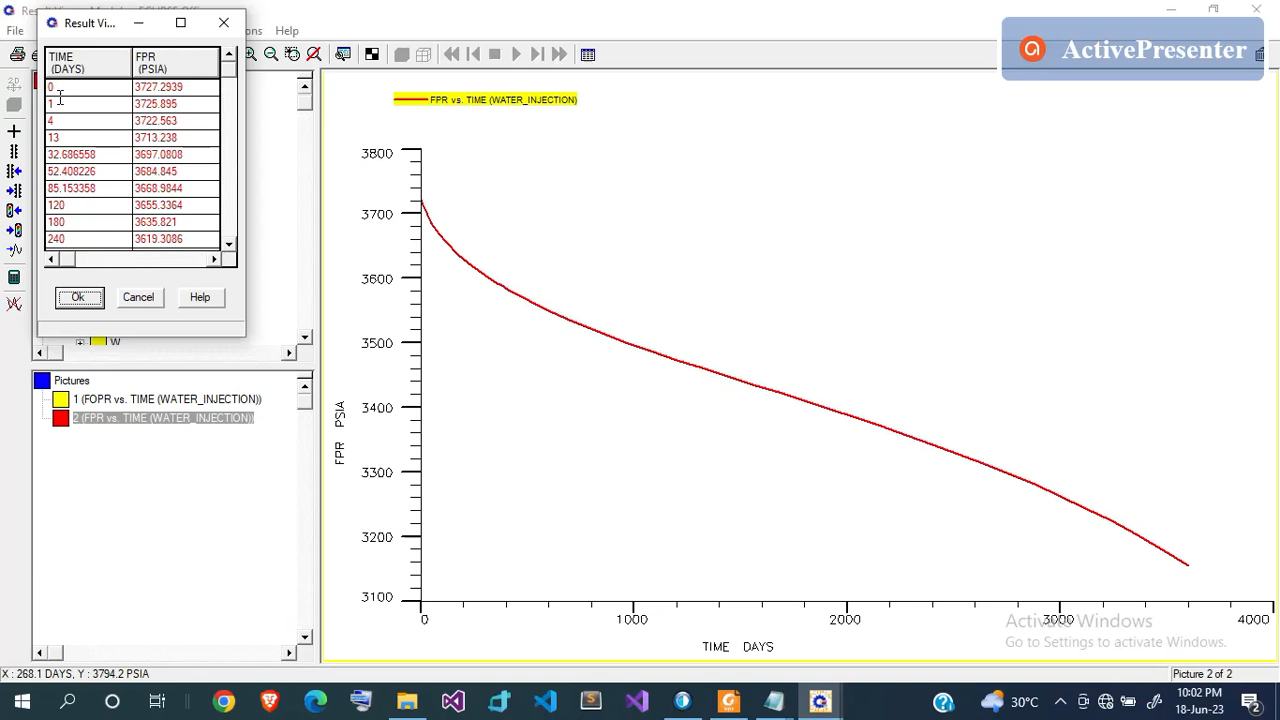 Result Vi...
File
Help
ActivePresenter
TIME
(DAYS)
FPR
(PSIA)
0
3727.2939
1
3725.895
4
3722.563
13
3713.238
32.686558
3697.0808
52.408226
3684.845
85.153358
3668.9844
120
3655.3364
180
3635.821
240
3619.3086
Ok
Cancel
Help
W
Pictures
1 (FOPR vs. TIME (WATER_INJECTION))
2 (FPR vs. TIME (WATER_INJECTION))
FPR vs. TIME (WATER_INJECTION)
3800
3700
3600
3500
3400
3300
3200
3100
FPR PSIA
0
1000
2000
3000
4000
TIME DAYS
Activate Windows
Go to Settings to activate Windows.
X : 268.1 DAYS, Y : 3794.2 PSIA
Picture 2 of 2
30°C
10:02 PM
18-Jun-23
2